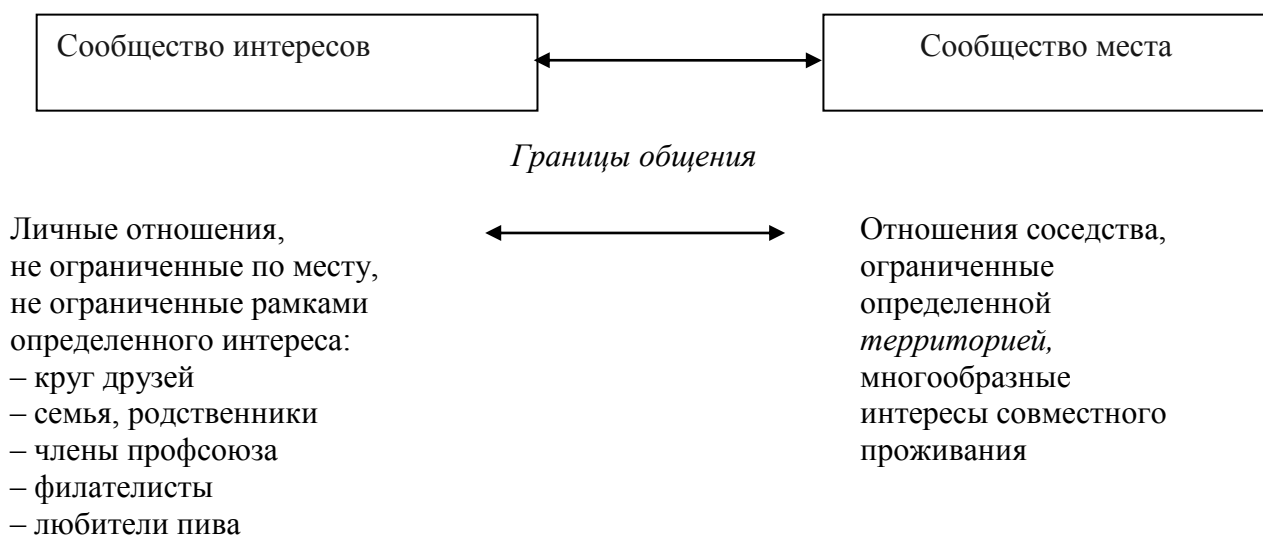 Сообщество интересов
Сообщество места
Границы общения
Личные отношения,
не ограниченные по месту,
не ограниченные рамками
определенного интереса:
– круг друзей
– семья, родственники
– члены профсоюза
– филателисты
– любители пива
Отношения соседства,
ограниченные
определенной
территорией,
многообразные
интересы совместного
проживания